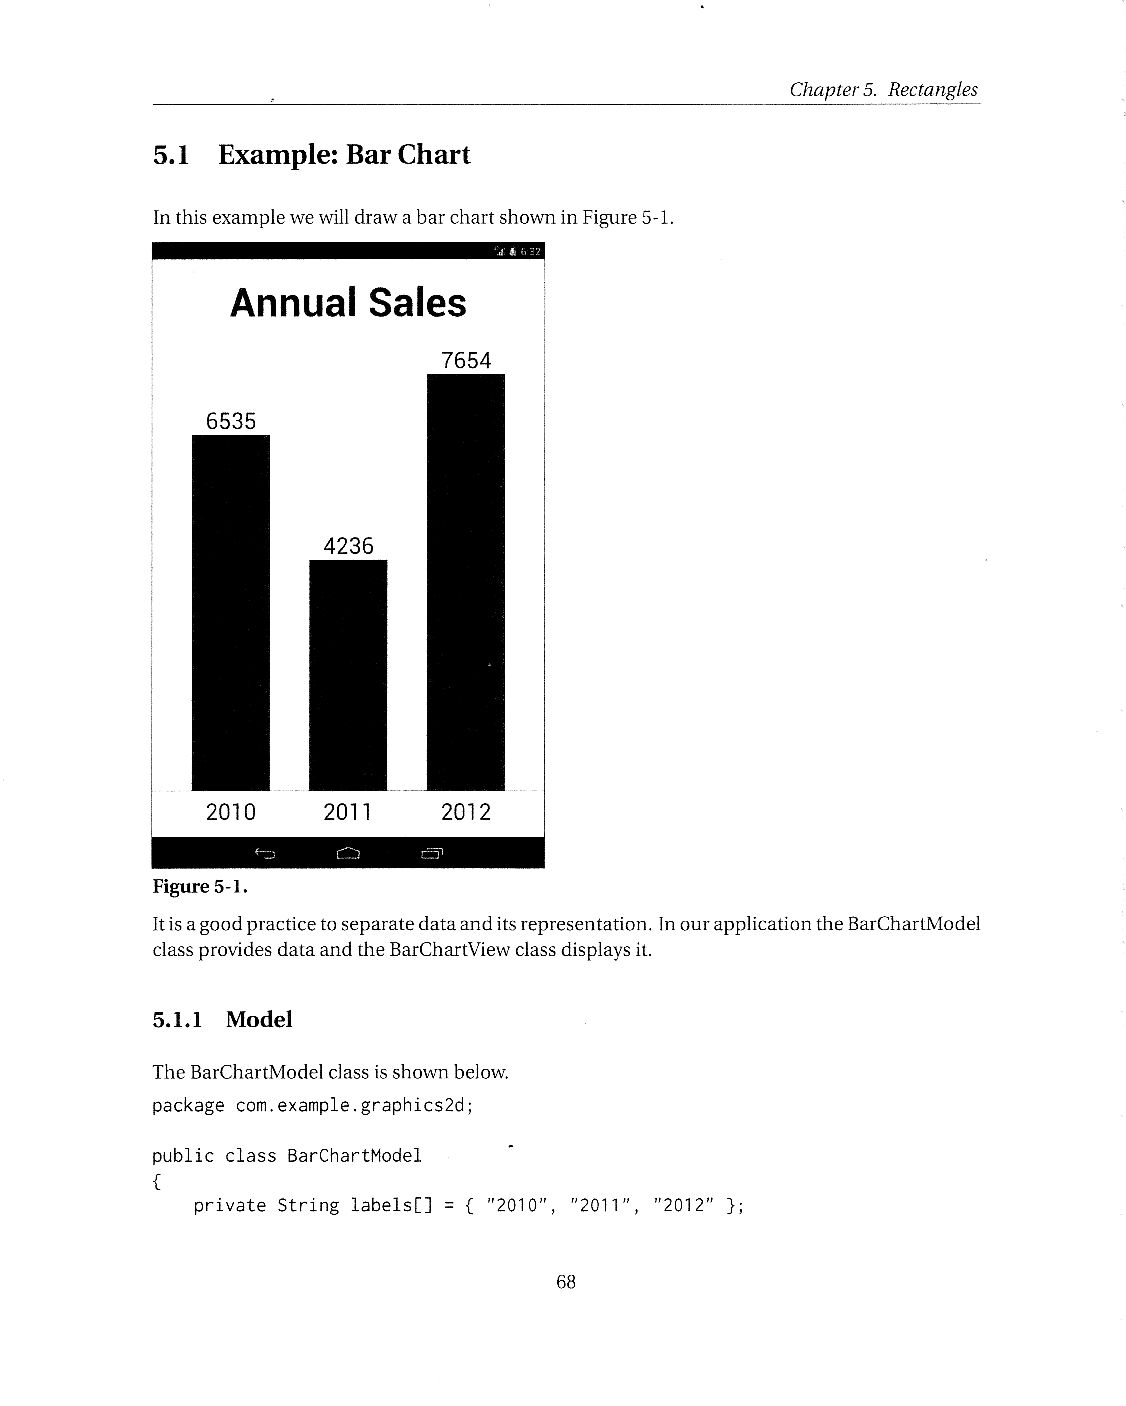 Chapter 5. Rectangles
5.1 Example: Bar Chart
In this example we will draw a bar chart shown in Figure 5-1.
6:32
Annual Sales
7654
6535
4236
2010 2011 2012
Figure 5-1.
It is a good practice to separate data and its representation. In our application the BarChartModel
class provides data and the BarChartView class displays it.
5.1.1 Model
The BarChartModel class is shown below.
package com.example.graphics2d;
public class BarChartModel
{
    private String labels[] = { "2010", "2011", "2012" };
68